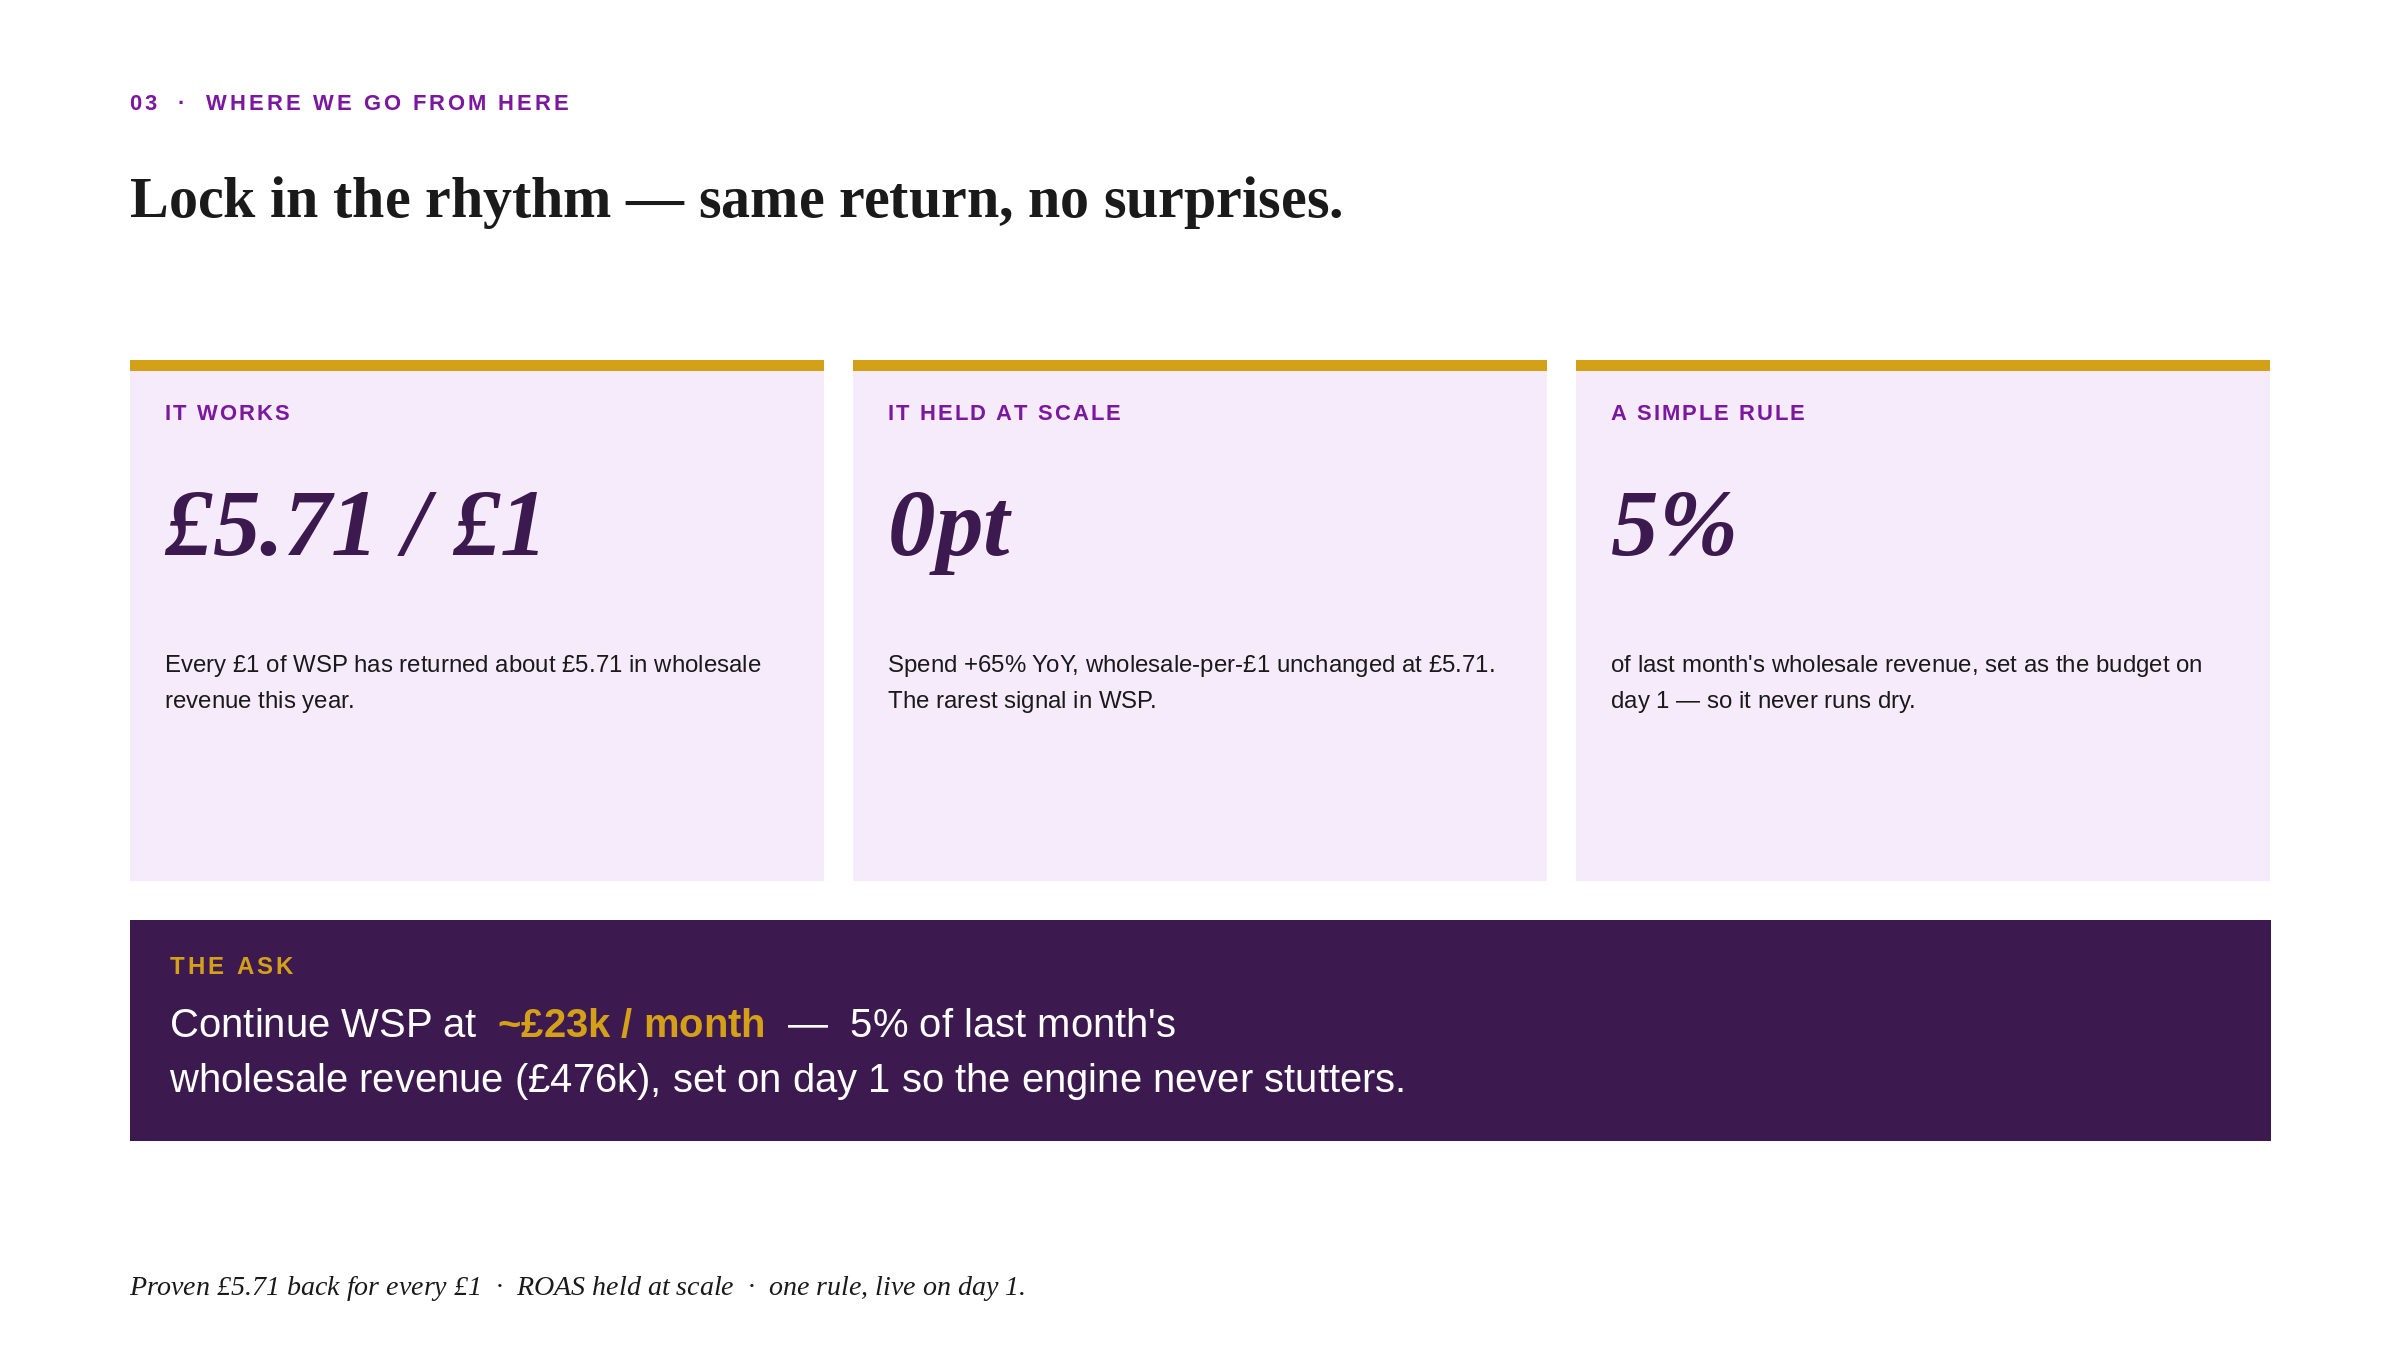 03 · WHERE WE GO FROM HERE
Lock in the rhythm — same return, no surprises.
IT WORKS
£5.71 / £1
Every £1 of WSP has returned about £5.71 in wholesale
revenue this year.
IT HELD AT SCALE
0pt
Spend +65% YoY, wholesale-per-£1 unchanged at £5.71.
The rarest signal in WSP.
A SIMPLE RULE
5%
of last month's wholesale revenue, set as the budget on
day 1 — so it never runs dry.
THE ASK
Continue WSP at ~£23k / month — 5% of last month's
wholesale revenue (£476k), set on day 1 so the engine never stutters.
Proven £5.71 back for every £1 · ROAS held at scale · one rule, live on day 1.